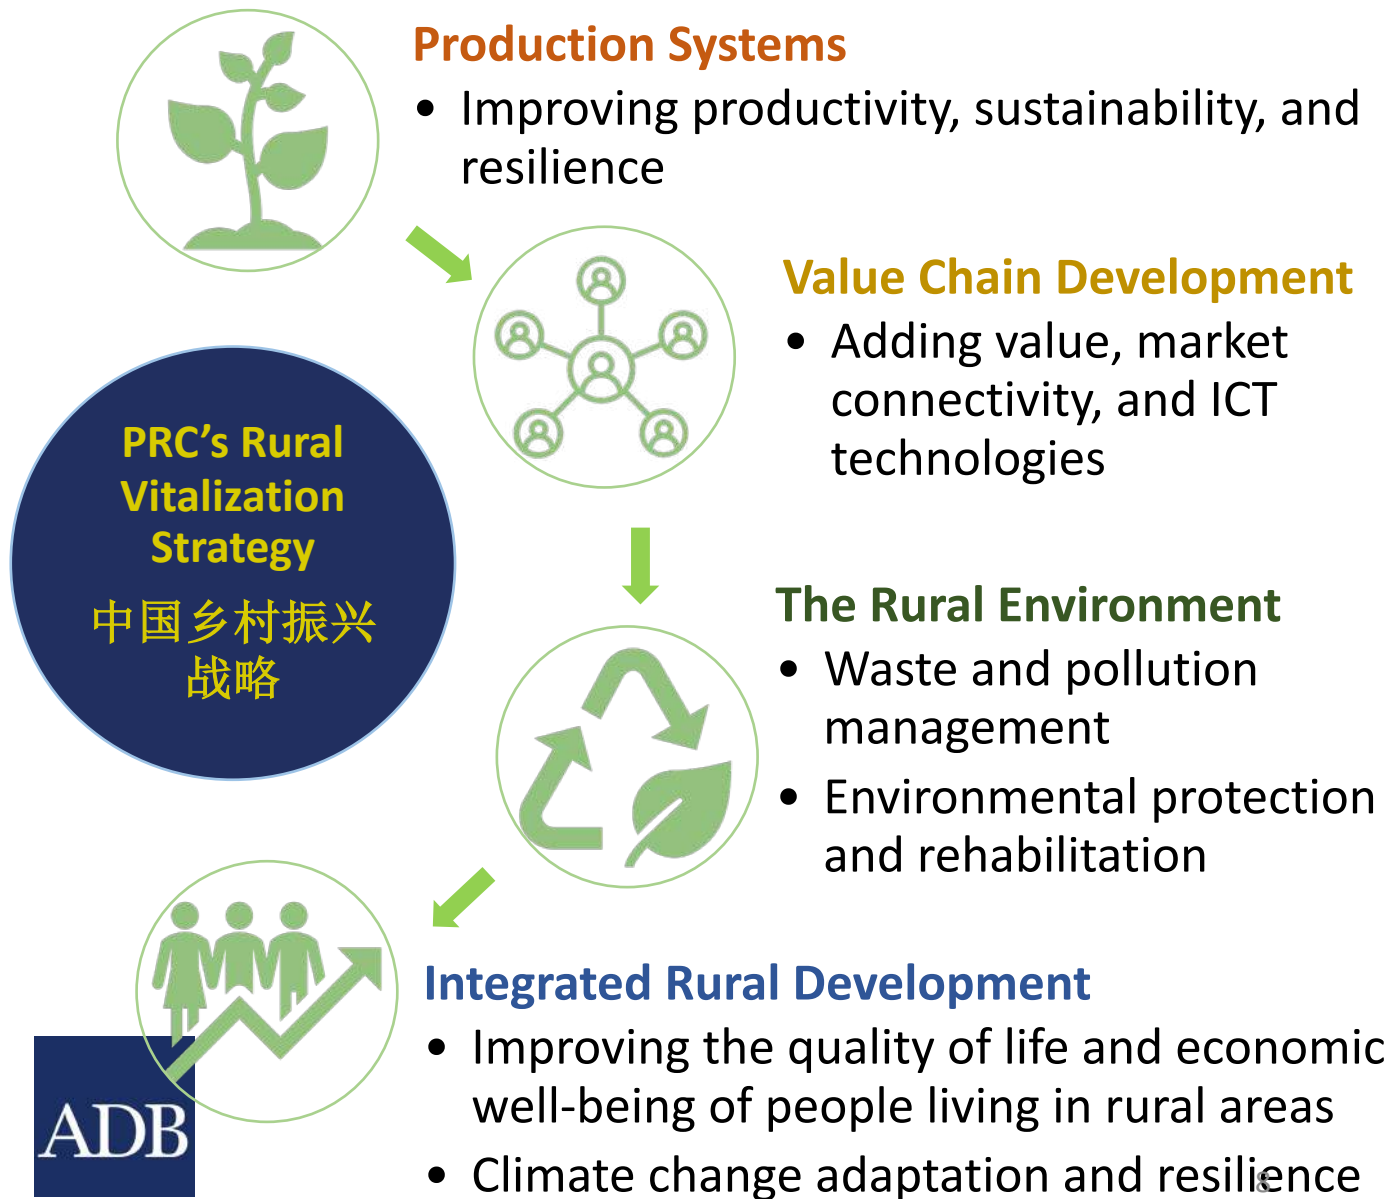 Production Systems
• Improving productivity, sustainability, and
resilience
Value Chain Development
• Adding value, market
connectivity, and ICT
technologies
PRC’s Rural
Vitalization
Strategy
中国乡村振兴
战略
The Rural Environment
• Waste and pollution
management
• Environmental protection
and rehabilitation
Integrated Rural Development
• Improving the quality of life and economic
well-being of people living in rural areas
• Climate change adaptation and resilience
ADB
8